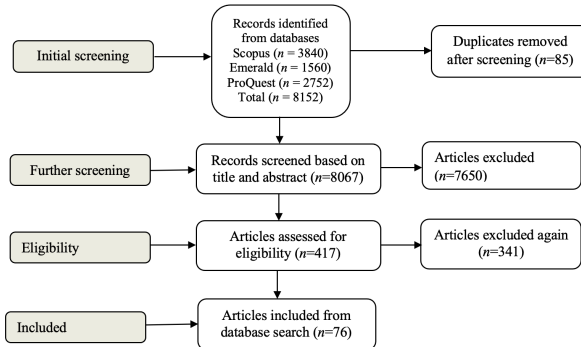 Initial screening
Records identified
from databases
Scopus (n = 3840)
Emerald (n = 1560)
ProQuest (n = 2752)
Total (n = 8152)
Duplicates removed
after screening (n=85)
Further screening
Records screened based on
title and abstract (n=8067)
Articles excluded
(n=7650)
Eligibility
Articles assessed for
eligibility (n=417)
Articles excluded again
(n=341)
Included
Articles included from
database search (n=76)